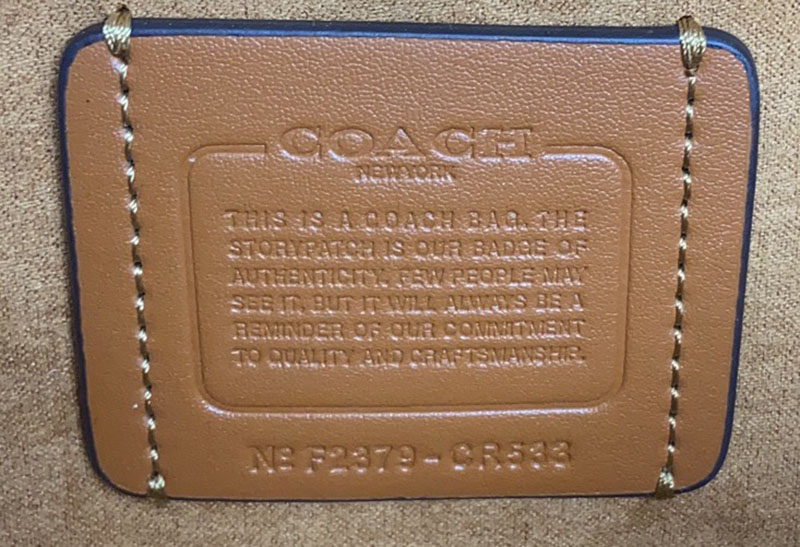 COACH
NEW YORK
THIS IS A COACH BAG. THE
STORYPATCH IS OUR BADGE OF
AUTHENTICITY. FEW PEOPLE MAY
SEE IT, BUT IT WILL ALWAYS BE A
REMINDER OF OUR COMMITMENT
TO QUALITY AND CRAFTSMANSHIP.
Nº F2379-CR533